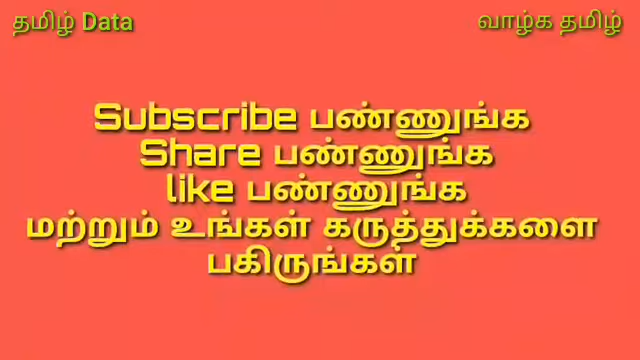 தமிழ் Data
வாழ்க தமிழ்
Subscribe பண்ணுங்க
Share பண்ணுங்க
like பண்ணுங்க
மற்றும் உங்கள் கருத்துக்களை
பகிருங்கள்